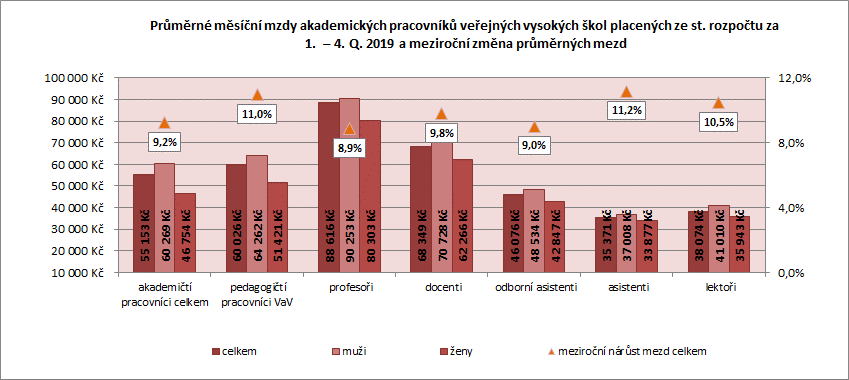 Průměrné měsíční mzdy akademických pracovníků veřejných vysokých škol placených ze st. rozpočtu za
1. – 4. Q. 2019 a meziroční změna průměrných mezd
100 000 Kč
90 000 Kč
80 000 Kč
70 000 Kč
60 000 Kč
50 000 Kč
40 000 Kč
30 000 Kč
20 000 Kč
10 000 Kč
12,0%
8,0%
4,0%
0,0%
9,2%
11,0%
8,9%
9,8%
9,0%
11,2%
10,5%
55 153 Kč
60 269 Kč
46 754 Kč
60 026 Kč
64 262 Kč
51 421 Kč
88 616 Kč
90 253 Kč
80 303 Kč
68 349 Kč
70 728 Kč
62 266 Kč
46 076 Kč
48 534 Kč
42 847 Kč
35 371 Kč
37 008 Kč
33 877 Kč
38 074 Kč
41 010 Kč
35 943 Kč
akademičtí
pracovníci celkem
pedagogičtí
pracovníci VaV
profesoři
docenti
odborní asistenti
asistenti
lektoři
celkem
muži
ženy
meziroční nárůst mezd celkem